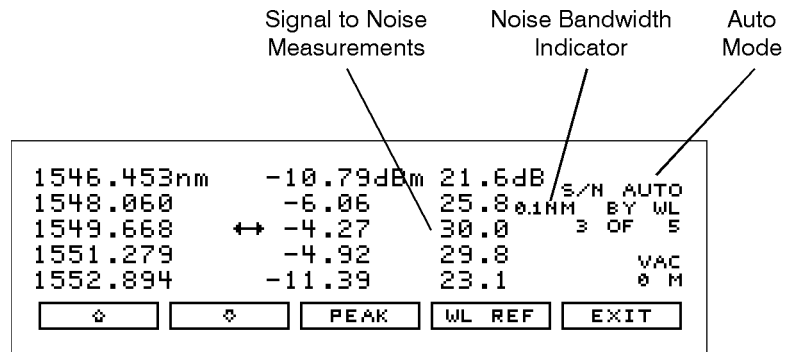 Signal to Noise Measurements
Noise Bandwidth Indicator
Auto Mode
1546.453nm -10.79dBm 21.6dB S/N AUTO
1548.060 -6.06 25.8 0.1NM BY WL
1549.668 ↔ -4.27 30.0 3 OF 5
1551.279 -4.92 29.8 VAC
1552.894 -11.39 23.1 0 M
PEAK WL REF EXIT